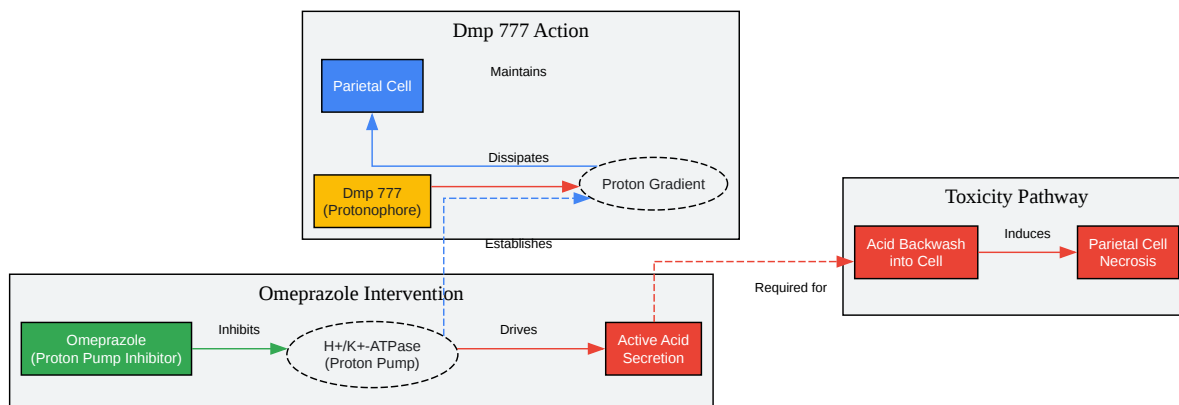 Dmp 777 Action
Maintains
Parietal Cell
Dissipates
Dmp 777
(Protonophore)
Proton Gradient
Establishes
Toxicity Pathway
Acid Backwash
into Cell
Induces
Parietal Cell
Necrosis
Required for
Omeprazole Intervention
Omeprazole
(Proton Pump Inhibitor)
Inhibits
H+/K+-ATPase
(Proton Pump)
Drives
Active Acid
Secretion